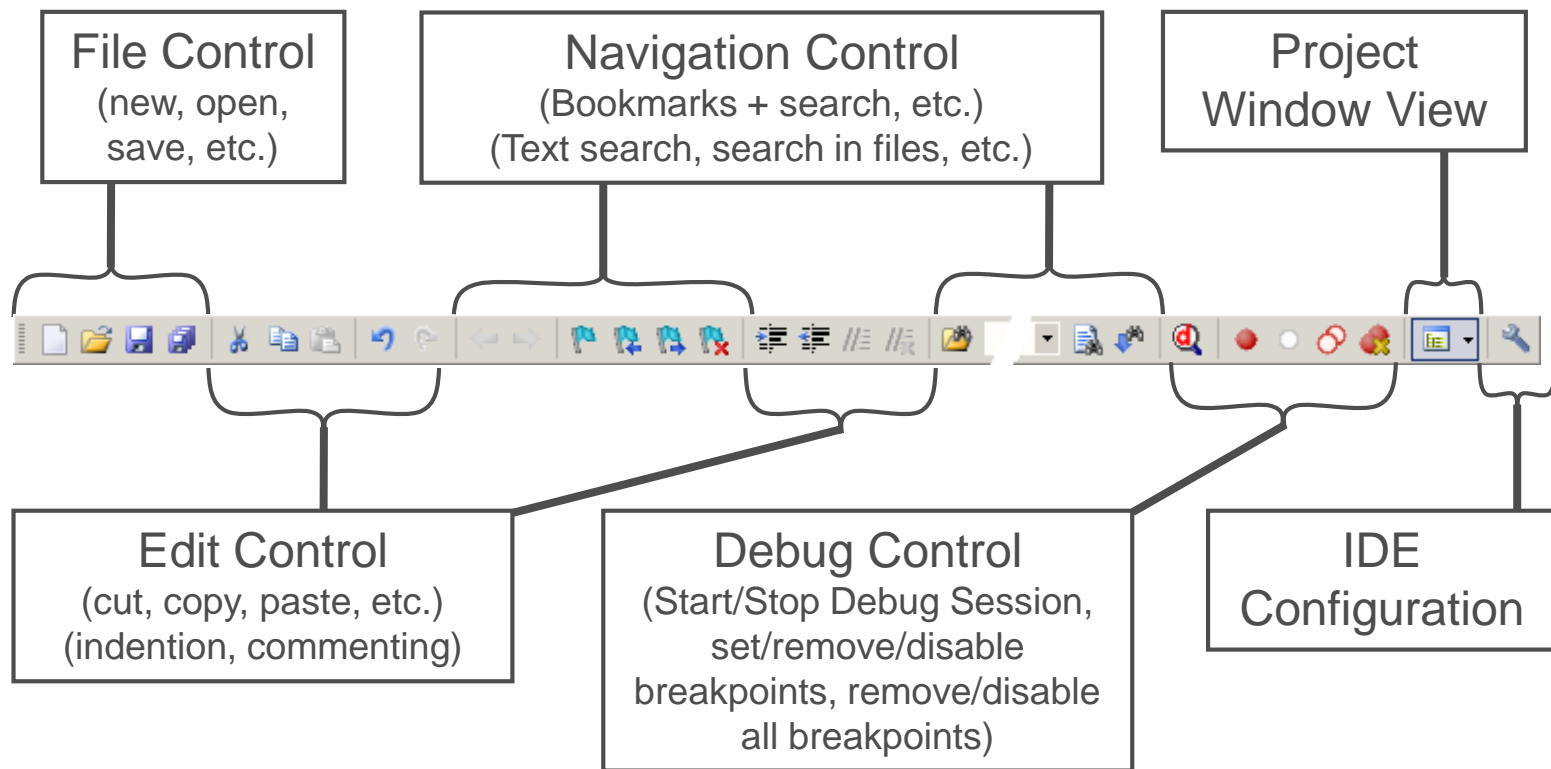 File Control
(new, open,
save, etc.)
Navigation Control
(Bookmarks + search, etc.)
(Text search, search in files, etc.)
Project
Window View
Edit Control
(cut, copy, paste, etc.)
(indention, commenting)
Debug Control
(Start/Stop Debug Session,
set/remove/disable
breakpoints, remove/disable
all breakpoints)
IDE
Configuration